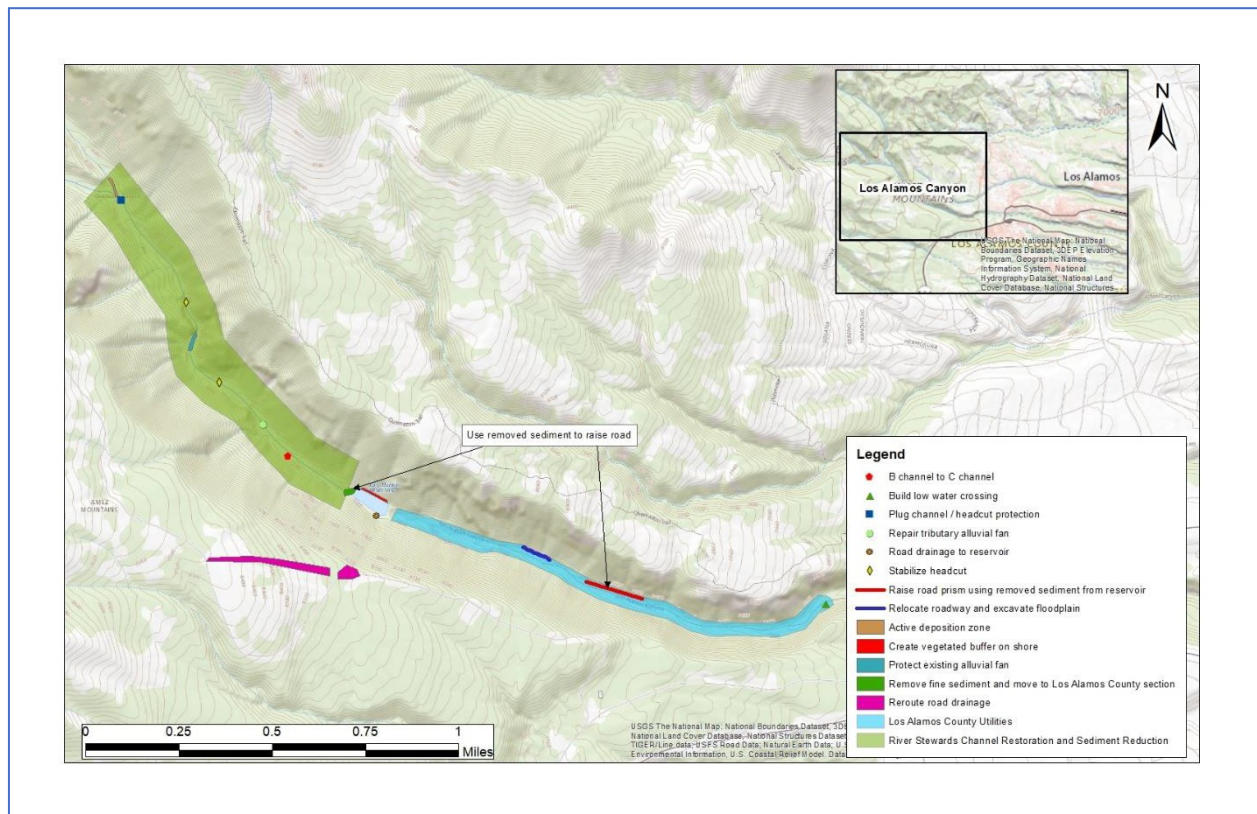 N
Los Alamos
Los Alamos Canyon
MOUNTAINS
LOS ALAMOS COUNTY
USGS The National Map: National
Boundaries Dataset, 3DEP Elevation
Program, Geographic Names
Information System, National
Hydrography Dataset, National Land
Cover Database, National Structures
Use removed sediment to raise road
Legend
B channel to C channel
Build low water crossing
Plug channel / headcut protection
Repair tributary alluvial fan
Road drainage to reservoir
Stabilize headcut
Raise road prism using removed sediment from reservoir
Relocate roadway and excavate floodplain
Active deposition zone
Create vegetated buffer on shore
Protect existing alluvial fan
Remove fine sediment and move to Los Alamos County section
Reroute road drainage
Los Alamos County Utilities
River Stewards Channel Restoration and Sediment Reduction
MOUNTAINS
0 0.25 0.5 0.75 1
Miles
USGS The National Map: National Boundaries Dataset, 3DE
National Land Cover Database, National Structures Dataset
TIGER/Line data; USFS Road Data; Natural Earth Data; U.S
Environmental Information, U.S. Coastal Relief Model. Data